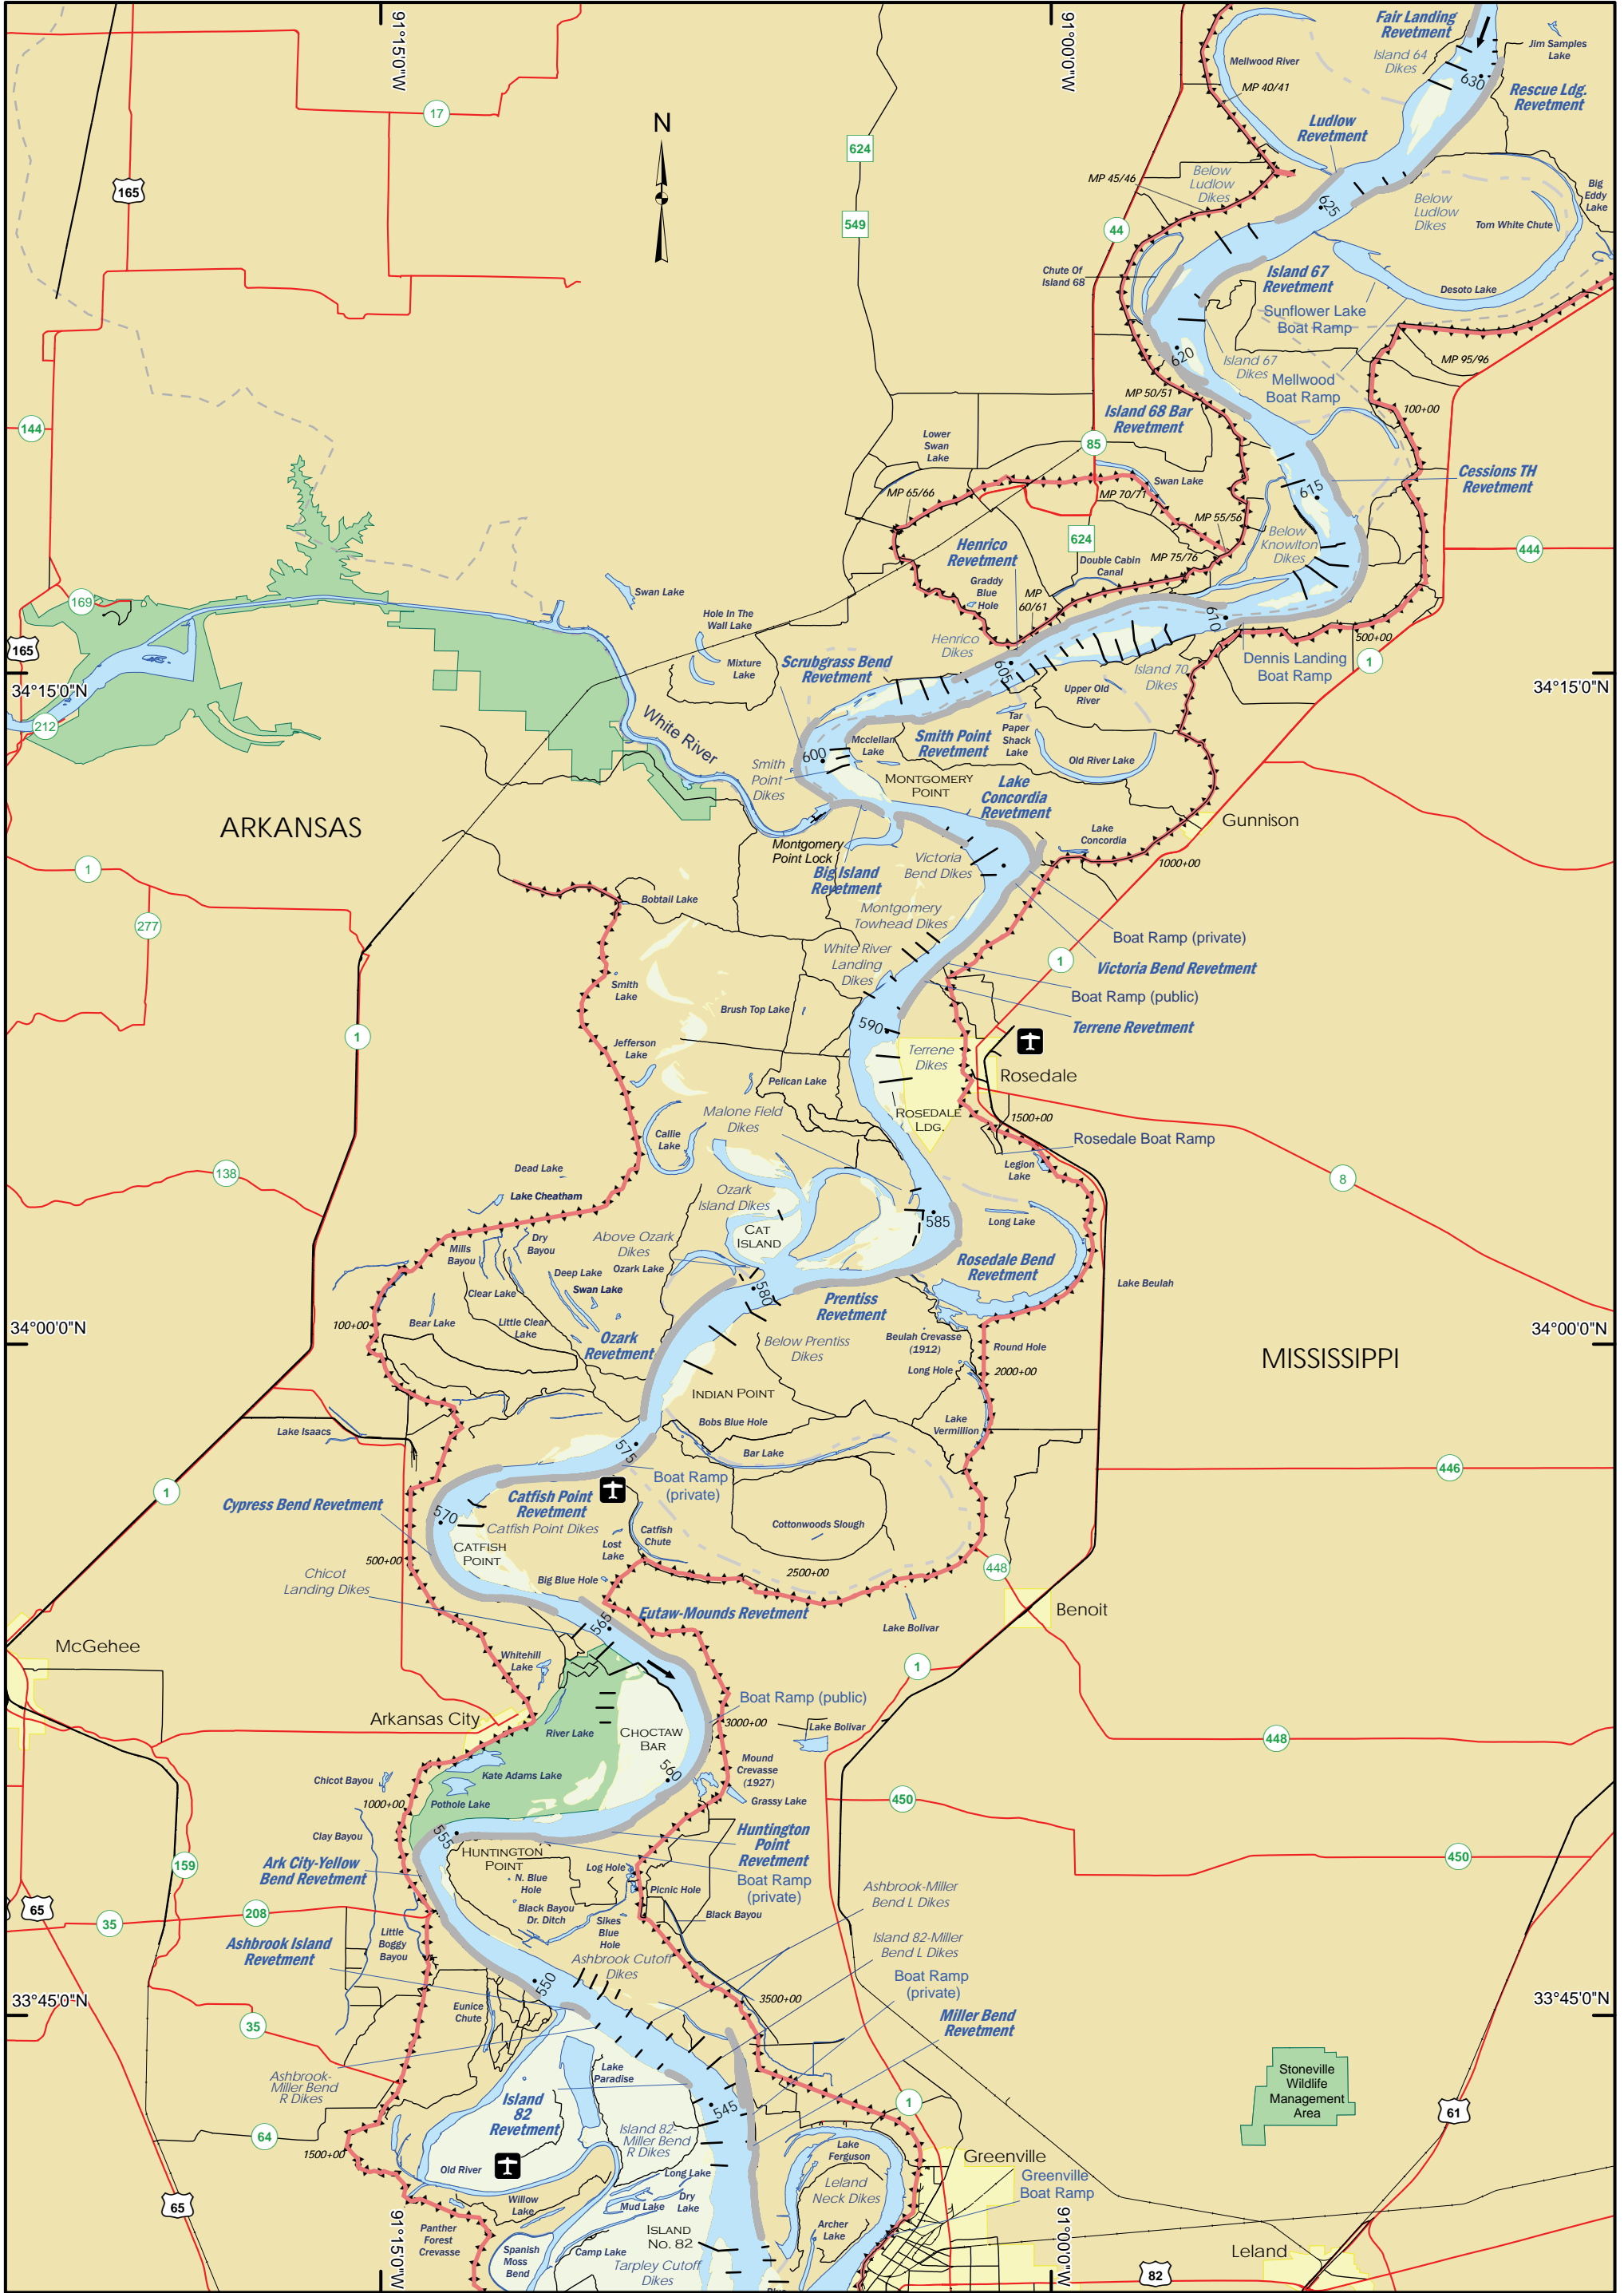 91°15'0"W
91°00'0"W
Fair Landing
Revetment
Island 64
Dikes
Jim Samples
Lake
630
Rescue Ldg.
Revetment
Mellwood River
MP 40/41
Ludlow
Revetment
17
N
624
165
MP 45/46
Below
Ludlow
Dikes
625
Below
Ludlow
Dikes
Big
Eddy
Lake
Tom White Chute
549
44
Chute Of
Island 68
Island 67
Revetment
Desoto Lake
Sunflower Lake
Boat Ramp
620
Island 67
Dikes
Mellwood
Boat Ramp
MP 95/96
MP 50/51
Island 68 Bar
Revetment
100+00
144
Lower
Swan
Lake
85
Cessions TH
Revetment
Swan Lake
MP 65/66
MP 70/71
615
MP 55/56
Below
Knowlton
Dikes
624
Henrico
Revetment
Double Cabin
Canal
MP 75/76
444
Graddy
Blue
Hole
MP
60/61
169
Swan Lake
Hole In The
Wall Lake
610
Henrico
Dikes
500+00
165
Mixture
Lake
Scrubgrass Bend
Revetment
605
Island 70
Dikes
Dennis Landing
Boat Ramp
1
34°15'0"N
34°15'0"N
Upper Old
River
212
White River
Tar
Paper
Shack
Lake
Mcclellan
Lake
Smith Point
Revetment
600
Old River Lake
Smith
Point
Dikes
Montgomery
Point
Lake
Concordia
Revetment
ARKANSAS
Gunnison
Lake
Concordia
Montgomery
Point Lock
Victoria
Bend Dikes
1000+00
1
Big Island
Revetment
Bobtail Lake
Montgomery
Towhead Dikes
277
Boat Ramp (private)
White River
Landing
Dikes
1
Victoria Bend Revetment
Smith
Lake
Boat Ramp (public)
Brush Top Lake
590
Terrene Revetment
1
Jefferson
Lake
Terrene
Dikes
Rosedale
Pelican Lake
Malone Field
Dikes
Rosedale
Ldg.
1500+00
Callie
Lake
Rosedale Boat Ramp
Legion
Lake
138
Dead Lake
8
Lake Cheatham
Ozark
Island Dikes
585
Long Lake
Cat
Island
Above Ozark
Dikes
Mills
Bayou
Dry
Bayou
Ozark Lake
Rosedale Bend
Revetment
Deep Lake
Lake Beulah
Swan Lake
Clear Lake
580
Prentiss
Revetment
Bear Lake
Little Clear
Lake
100+00
34°00'0"N
34°00'0"N
Ozark
Revetment
Below Prentiss
Dikes
Beulah Crevasse
(1912)
Round Hole
Long Hole
2000+00
MISSISSIPPI
Indian Point
Bobs Blue Hole
Lake
Vermillion
Lake Isaacs
575
Bar Lake
446
Boat Ramp
(private)
1
Cypress Bend Revetment
Catfish Point
Revetment
570
Catfish Point Dikes
Cottonwoods Slough
Catfish
Chute
Lost
Lake
Catfish
Point
500+00
448
2500+00
Chicot
Landing Dikes
Big Blue Hole
Eutaw-Mounds Revetment
Benoit
565
Lake Bolivar
McGehee
Whitehill
Lake
1
Boat Ramp (public)
Arkansas City
3000+00
Lake Bolivar
River Lake
Choctaw
Bar
448
Mound
Crevasse
(1927)
Kate Adams Lake
Chicot Bayou
560
1000+00
Pothole Lake
Grassy Lake
450
Clay Bayou
555
Huntington
Point
Revetment
Huntington
Point
450
159
Ark City-Yellow
Bend Revetment
Log Hole
N. Blue
Hole
Boat Ramp
(private)
Picnic Hole
Ashbrook-Miller
Bend L Dikes
65
208
35
Black Bayou
Dr. Ditch
Sikes
Blue
Hole
Black Bayou
Little
Boggy
Bayou
Ashbrook Island
Revetment
Island 82-Miller
Bend L Dikes
Ashbrook Cutoff
Dikes
Boat Ramp
(private)
550
33°45'0"N
33°45'0"N
3500+00
Eunice
Chute
Miller Bend
Revetment
35
Ashbrook-
Miller Bend
R Dikes
Lake
Paradise
Stoneville
Wildlife
Management
Area
Island
82
Revetment
545
1
61
Island 82-
Miller Bend
R Dikes
64
1500+00
Lake
Ferguson
Greenville
Old River
Long Lake
Leland
Neck Dikes
Greenville
Boat Ramp
65
Willow
Lake
Mud Lake
Dry
Lake
Panther
Forest
Crevasse
Archer
Lake
Island
No. 82
Spanish
Moss
Bend
Camp Lake
Tarpley Cutoff
Dikes
Leland
91°15'0"W
91°00'0"W
82